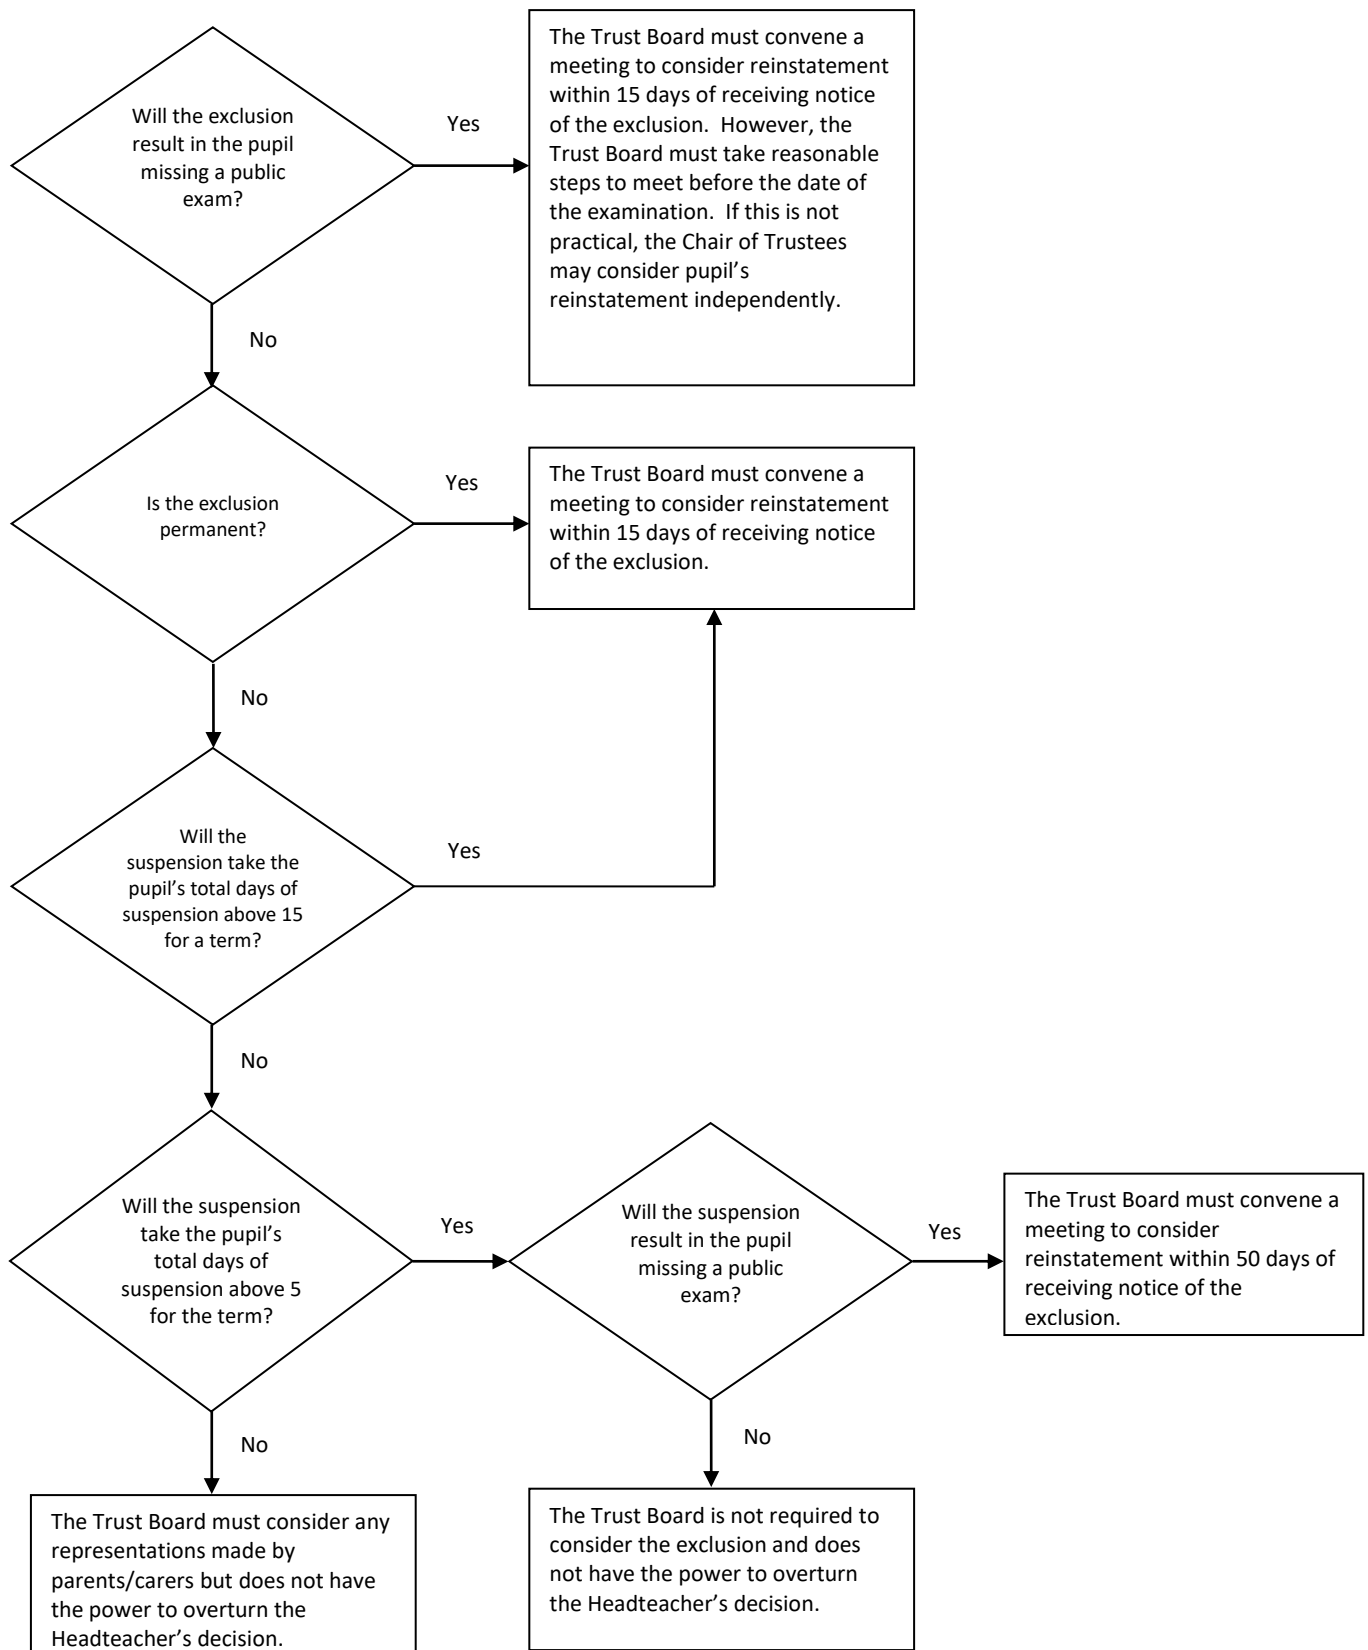 Will the exclusion
result in the pupil
missing a public
exam?
Yes
The Trust Board must convene a
meeting to consider reinstatement
within 15 days of receiving notice
of the exclusion.  However, the
Trust Board must take reasonable
steps to meet before the date of
the examination.  If this is not
practical, the Chair of Trustees
may consider pupil’s
reinstatement independently.
No
Is the exclusion
permanent?
Yes
The Trust Board must convene a
meeting to consider reinstatement
within 15 days of receiving notice
of the exclusion.
No
Will the
suspension take the
pupil’s total days of
suspension above 15
for a term?
Yes
No
Will the suspension
take the pupil’s
total days of
suspension above 5
for the term?
Yes
Will the suspension
result in the pupil
missing a public
exam?
Yes
The Trust Board must convene a
meeting to consider
reinstatement within 50 days of
receiving notice of the
exclusion.
No
The Trust Board must consider any
representations made by
parents/carers but does not have
the power to overturn the
Headteacher’s decision.
No
The Trust Board is not required to
consider the exclusion and does
not have the power to overturn
the Headteacher’s decision.